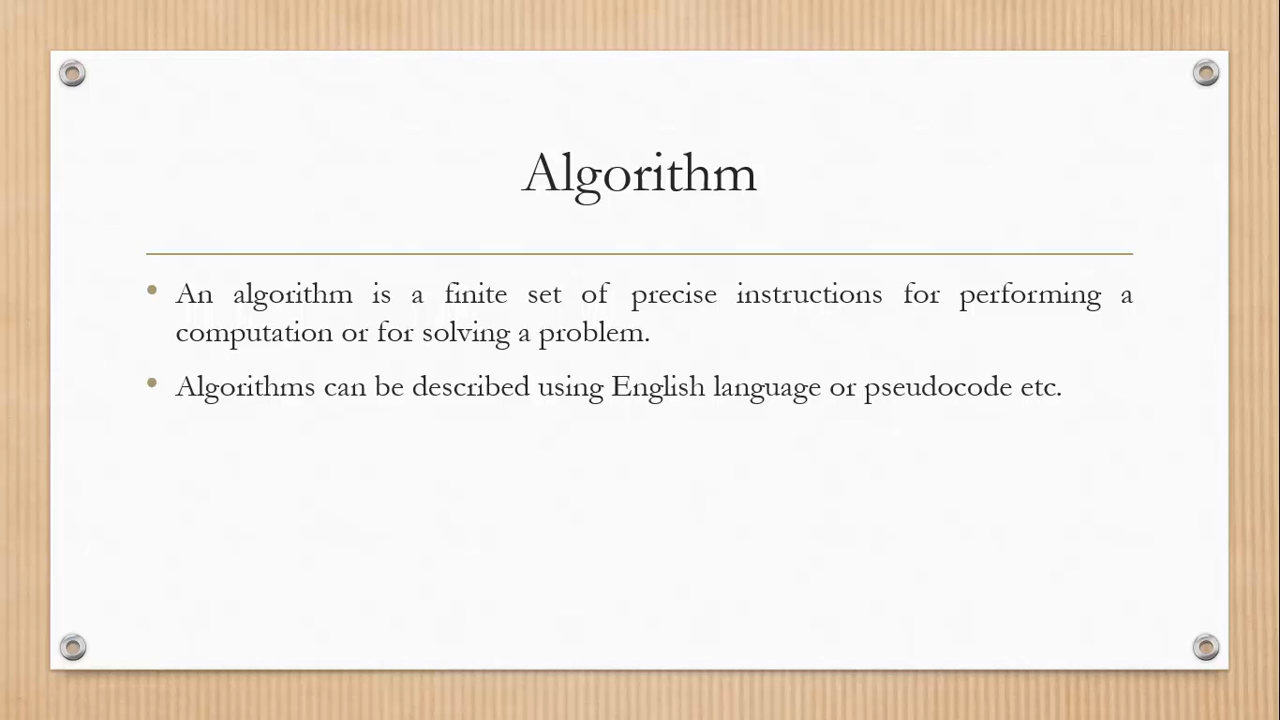 Algorithm
• An algorithm is a finite set of precise instructions for performing a
computation or for solving a problem.
• Algorithms can be described using English language or pseudocode etc.